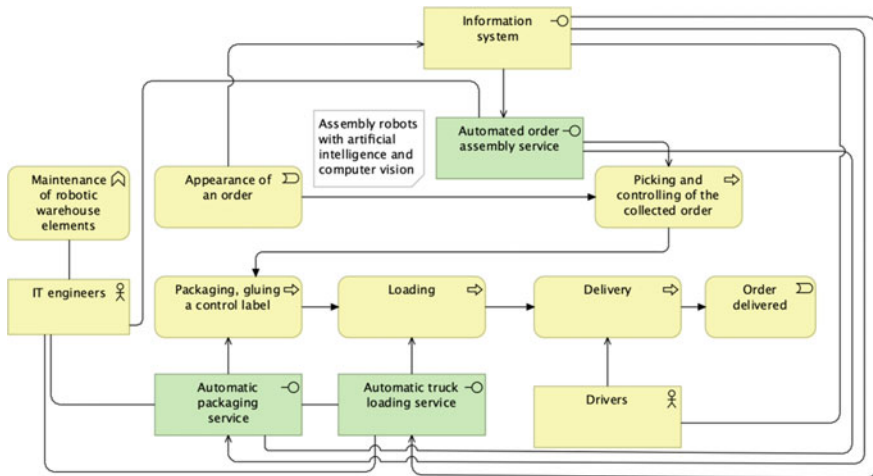 Information
system
Assembly robots
with artificial
intelligence and
computer vision
Automated order
assembly service
Maintenance
of robotic
warehouse
elements
Appearance of
an order
Picking and
controlling of the
collected order
IT engineers
Packaging, gluing
a control label
Loading
Delivery
Order
delivered
Automatic
packaging
service
Automatic truck
loading service
Drivers